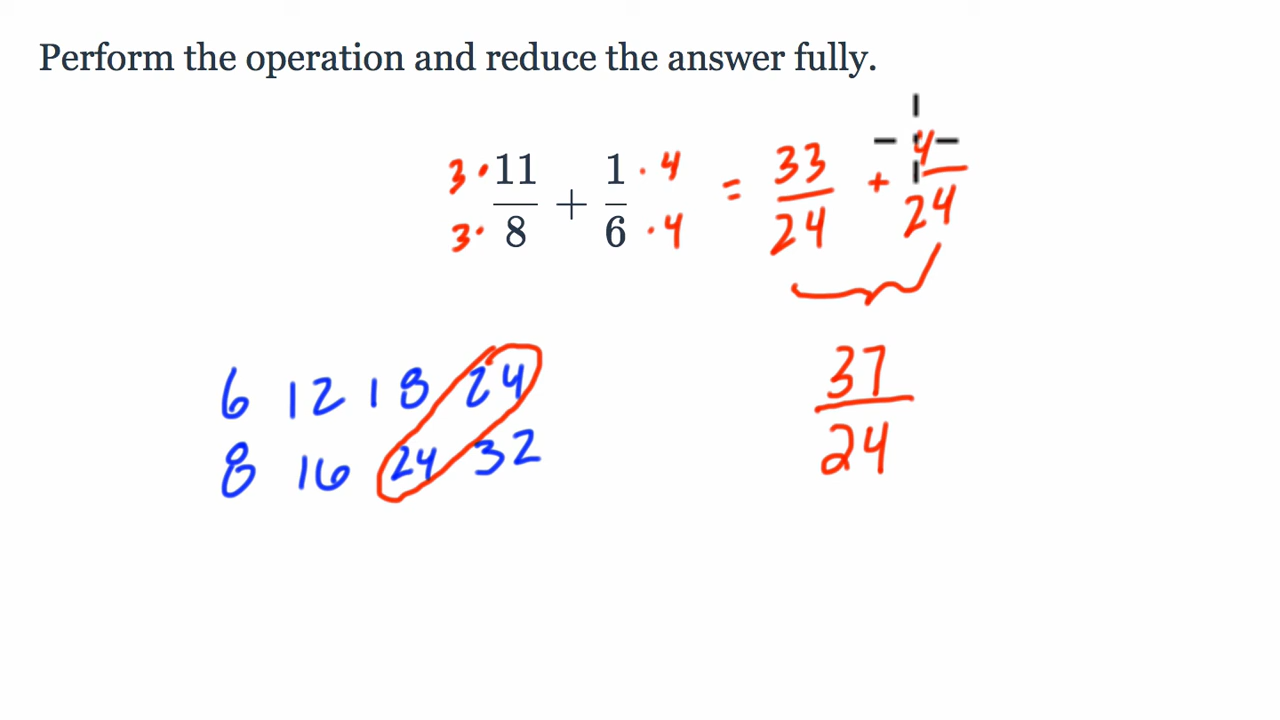 Perform the operation and reduce the answer fully.
3 · 11/8 · 3 + 1/6 · 4 · 4 = 33/24 + 4/24
6 12 18 24
8 16 24 32
37/24